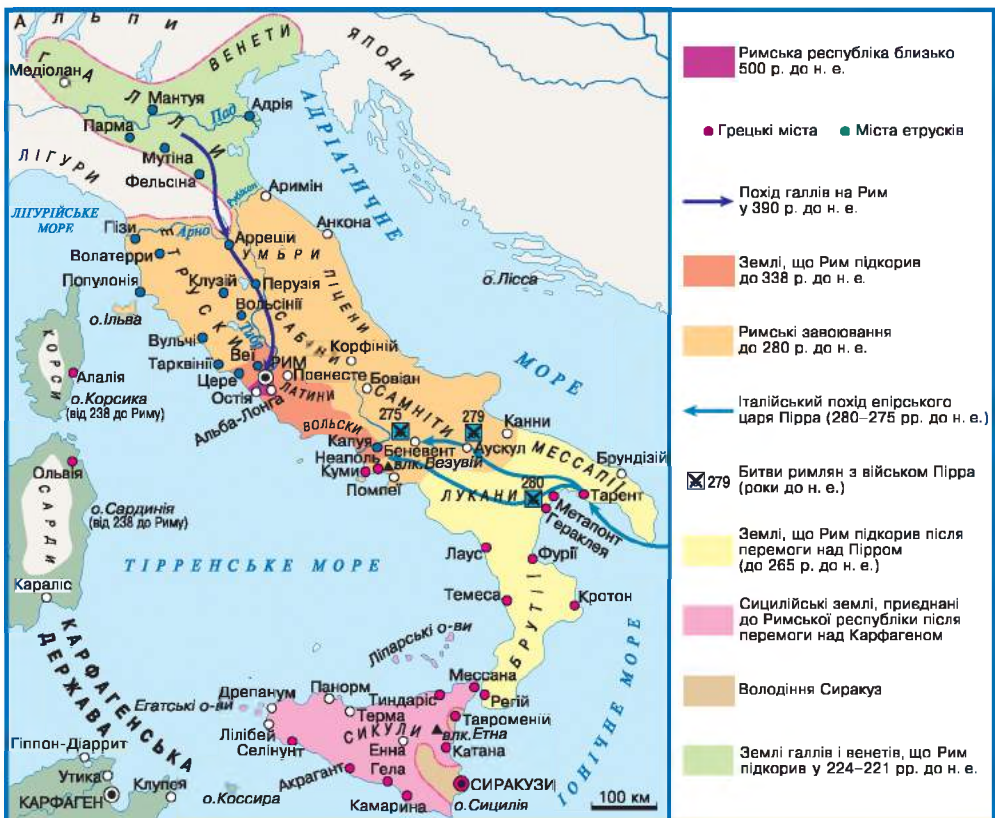 А
АЛЬПИ
ГАЛЛИ
ВЕНЕТИ
ЯПОДИ
Медіолан
Мантуя
Пад
Адрія
Парма
Мутіна
Фельсіна
ЛІГУРИ
Рубікон
Аримін
АДРІАТИЧНЕ
МОРЕ
ЛІГУРІЙСЬКЕ
МОРЕ
Пізи
Арно
Анкона
Арреши
УМБРИ
Волатерри
ЕТРУСКИ
ПІЦЕНИ
о.Лісса
Популонія
Клузій
Перузія
Вольсінії
о.Ільва
САБІНИ
Тибр
Вульчі
Корфіній
КОРСИ
Тарквінії
Веї
РИМ
Пренесте
Алалія
Цере
Бовіан
о.Корсика
(від 238 до Риму)
Остія
ЛАТИНИ
САМНІТИ
Альба-Лонга
275
279
Канни
ВОЛЬСКИ
МЕССАПІЇ
Капуя
Беневент
Аускул
Брундізій
Неаполь
влк.Везувій
Ольвія
Куми
280
Помпеї
ЛУКАНИ
Тарент
САРДИ
о.Сардинія
(від 238 до Риму)
Метапонт
Гераклея
Лаус
Фурії
ТІРРЕНСЬКЕ МОРЕ
Караліс
Темеса
Кротон
БРУТІЇ
КАРФАГЕНСЬКА
ДЕРЖАВА
Ліпарські о-ви
ІОНІЧНЕ МОРЕ
Мессана
Дрепанум
Панорм
Тиндаріс
Регій
Егатські о-ви
Терма
Тавроменій
СИКУЛИ
влк.Етна
Лілібей
Гіппон-Діаррит
Селінунт
Енна
Катана
Утика
Клупея
Акрагант
Гела
СИРАКУЗИ
КАРФАГЕН
о.Коссира
Камарина
о.Сицилія
100 км
Римська республіка близько
500 р. до н. е.
Грецькі міста
Міста етрусків
Похід галлів на Рим
у 390 р. до н. е.
Землі, що Рим підкорив
до 338 р. до н. е.
Римські завоювання
до 280 р. до н. е.
Італійський похід епірського
царя Пірра (280–275 рр. до н. е.)
279
Битви римлян з військом Пірра
(роки до н. е.)
Землі, що Рим підкорив після
перемоги над Пірром
(до 265 р. до н. е.)
Сицилійські землі, приєднані
до Римської республіки після
перемоги над Карфагеном
Володіння Сиракуз
Землі галлів і венетів, що Рим
підкорив у 224–221 рр. до н. е.